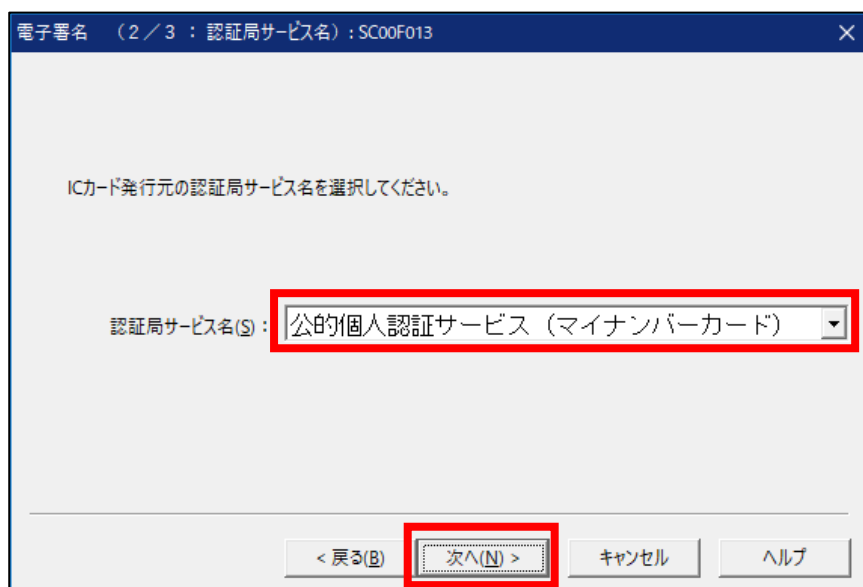 電子署名 （２／３ ： 認証局サービス名）：SC00F013
ICカード発行元の認証局サービス名を選択してください。
認証局サービス名(S)： 公的個人認証サービス（マイナンバーカード）
< 戻る(B) 次へ(N) > キャンセル ヘルプ